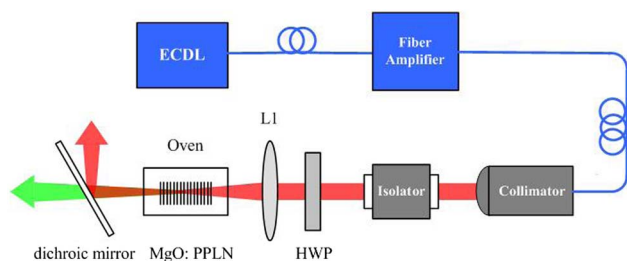 ECDL
Fiber
Amplifier
L1
Oven
Isolator
Collimator
dichroic mirror
MgO: PPLN
HWP